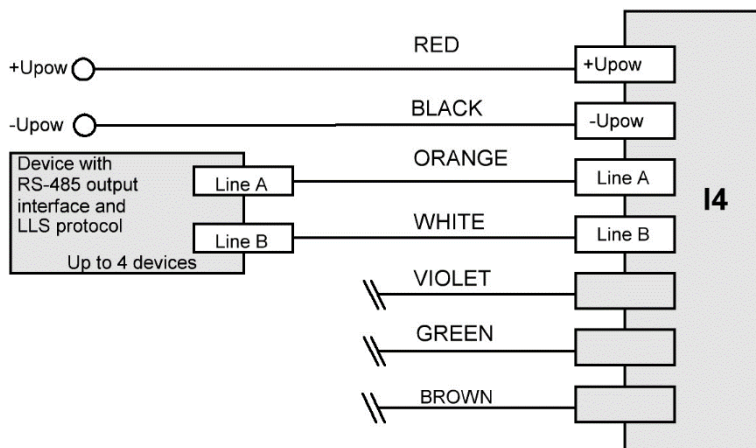 RED
+Upow
+Upow
BLACK
-Upow
-Upow
Device with
RS-485 output
interface and
LLS protocol
Up to 4 devices
Line A
ORANGE
Line A
Line B
WHITE
Line B
I4
VIOLET
GREEN
BROWN